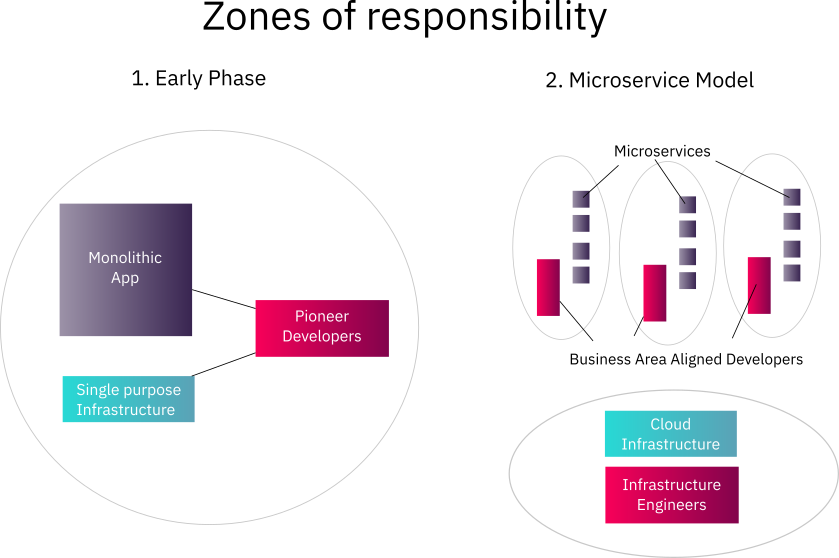 Zones of responsibility
1. Early Phase
Monolithic
App
Pioneer
Developers
Single purpose
Infrastructure
2. Microservice Model
Microservices
Business Area Aligned Developers
Cloud
Infrastructure
Infrastructure
Engineers